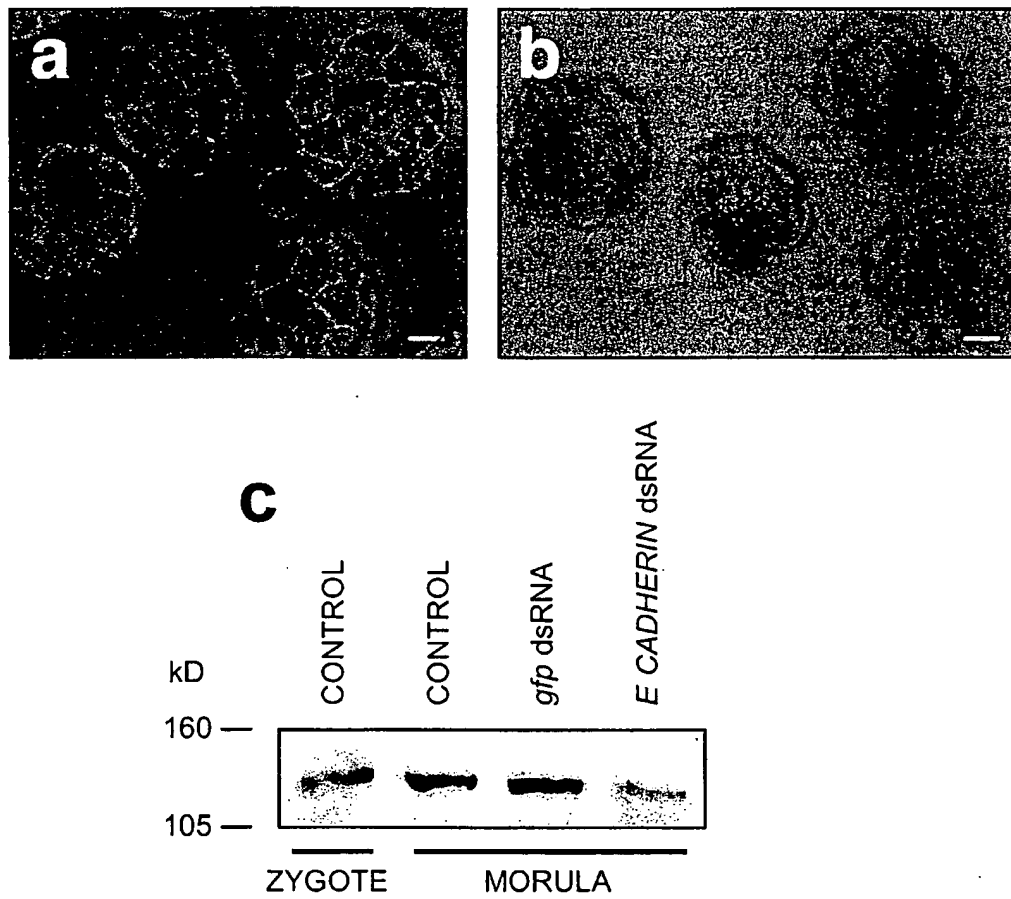 a
b
c
kD
CONTROL
CONTROL
gfp dsRNA
E CADHERIN dsRNA
160
105
ZYGOTE
MORULA